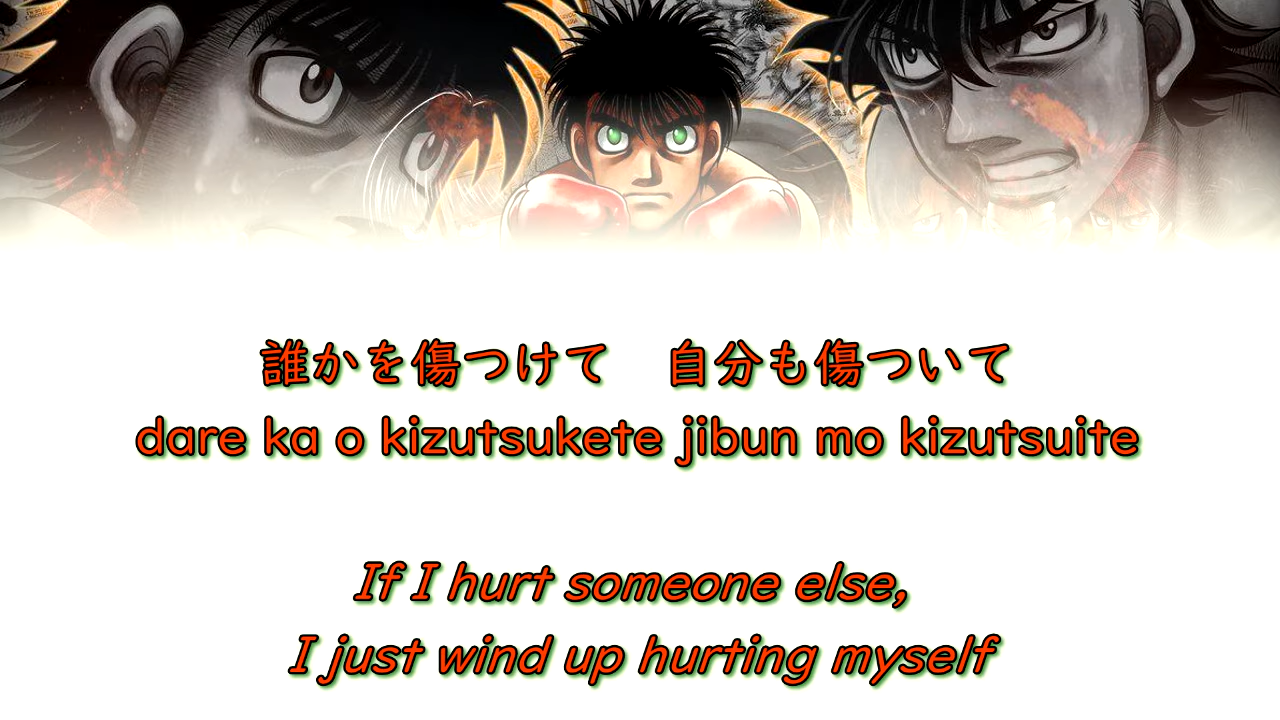 誰かを傷つけて　自分も傷ついて
dare ka o kizutsukete jibun mo kizutsuite
If I hurt someone else,
I just wind up hurting myself